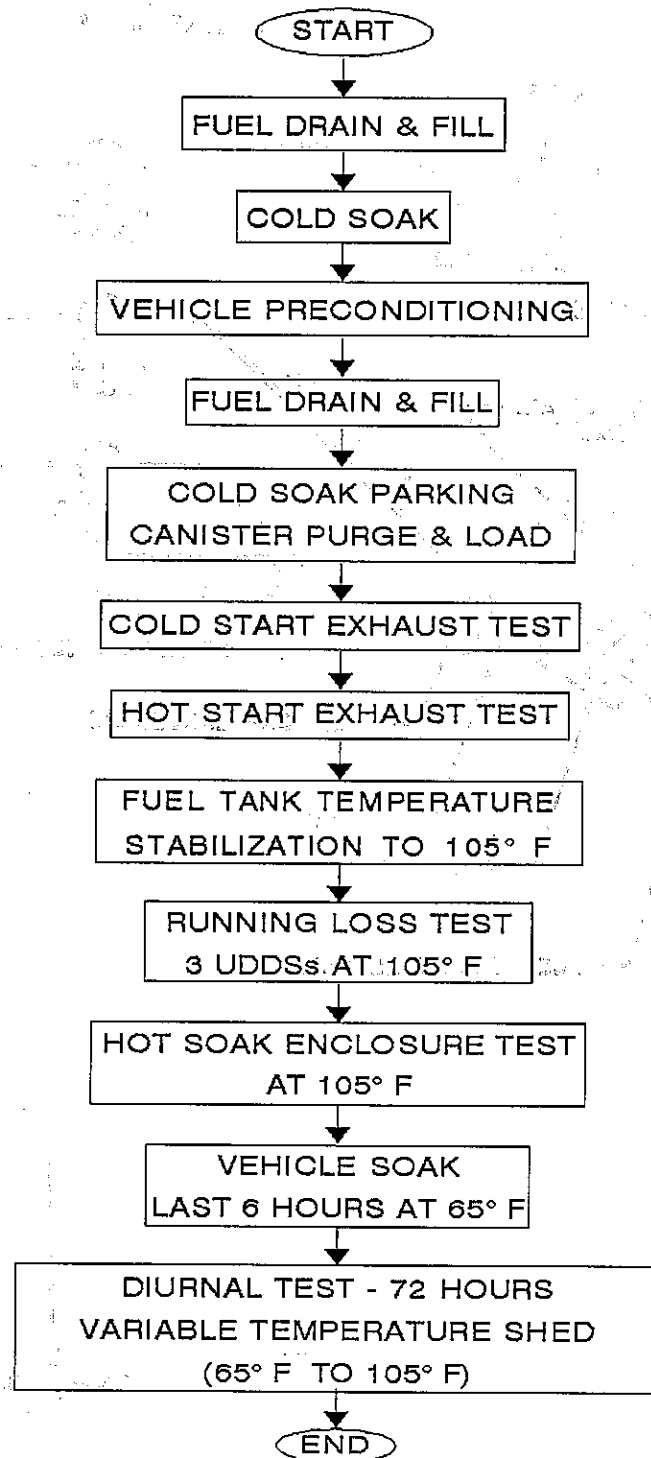 START
FUEL DRAIN & FILL
COLD SOAK
VEHICLE PRECONDITIONING
FUEL DRAIN & FILL
COLD SOAK PARKING
CANISTER PURGE & LOAD
COLD START EXHAUST TEST
HOT START EXHAUST TEST
FUEL TANK TEMPERATURE
STABILIZATION TO 105° F
RUNNING LOSS TEST
3 UDDSs AT 105° F
HOT SOAK ENCLOSURE TEST
AT 105° F
VEHICLE SOAK
LAST 6 HOURS AT 65° F
DIURNAL TEST - 72 HOURS
VARIABLE TEMPERATURE SHED
(65° F TO 105° F)
END